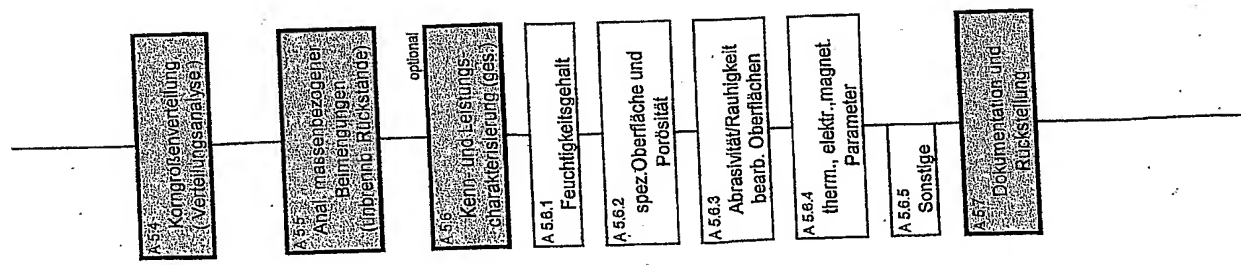 A 5.4
Korngrößenverteilung
(Verteilungsanalyse)
A 5.5
Anal. massenbezogener
Beimengungen
(unbrennb. Rückstände)
optional
A 5.6
Kenn- und Leistungs-
charakterisierung (ges.)
A 5.6.1
Feuchtigkeitsgehalt
A 5.6.2
spez.Oberfläche und
Porösität
A 5.6.3
Abrasivität/Rauhigkeit
bearb. Oberflächen
A 5.6.4
therm., elektr.,magnet.
Parameter
A 5.6.5
Sonstige
A 5.7
Dokumentation und
Rückstellung